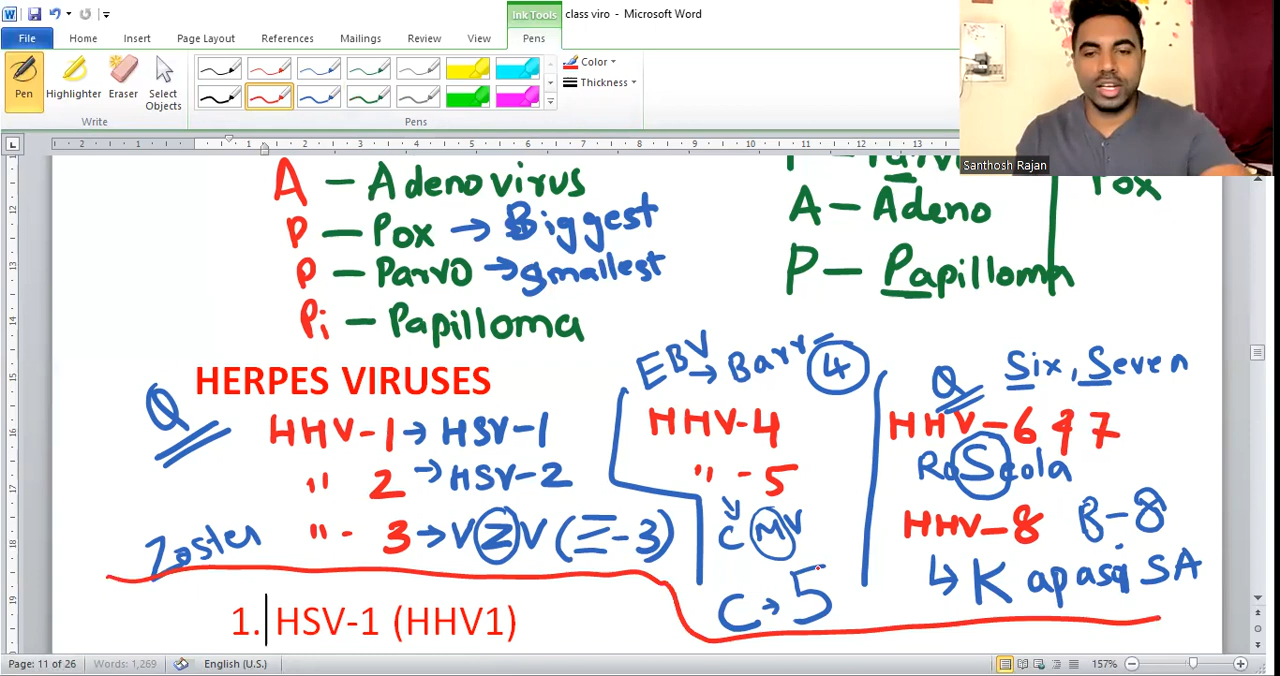 Ink Tools
class viro - Microsoft Word
File Home Insert Page Layout References Mailings Review View Pens
Pen
Highlighter
Eraser
Select Objects
Write
Color
Thickness
Pens
Santhosh Rajan
A - Adenovirus
P - Pox → Biggest
P - Parvo → smallest
Pi - Papilloma
A - Adeno
P - Papilloma
Pox
HERPES VIRUSES
Q
HHV-1 → HSV-1
" 2 → HSV-2
" - 3 → VZV (Z-3)
Zoster
EBV → Barr 4
HHV-4
" - 5
CMV
C → 5
Q
Six, Seven
HHV-6 & 7
RoSeola
HHV-8 B-8
↳ Kapasi SA
1. HSV-1 (HHV1)
Page: 11 of 26 Words: 1,269 English (U.S.) 157%